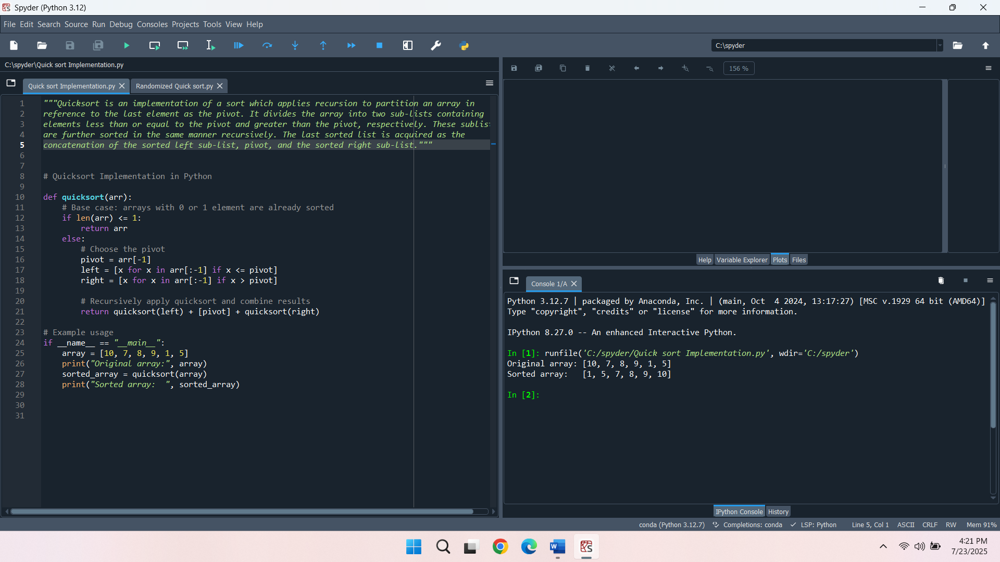 Spyder (Python 3.12)
File Edit Search Source Run Debug Consoles Projects Tools View Help
C:\spyder
C:\spyder\Quick sort Implementation.py
156 %
Quick sort Implementation.py
Randomized Quick sort.py
1 """Quicksort is an implementation of a sort which applies recursion to partition an array in
2 reference to the last element as the pivot. It divides the array into two sub-lists containing
3 elements less than or equal to the pivot and greater than the pivot, respectively. These sublis
4 are further sorted in the same manner recursively. The last sorted list is acquired as the
5 concatenation of the sorted left sub-list, pivot, and the sorted right sub-list."""
6
7
8 # Quicksort Implementation in Python
9
10 def quicksort(arr):
11     # Base case: arrays with 0 or 1 element are already sorted
12     if len(arr) <= 1:
13         return arr
14     else:
15         # Choose the pivot
16         pivot = arr[-1]
17         left = [x for x in arr[:-1] if x <= pivot]
18         right = [x for x in arr[:-1] if x > pivot]
19
20         # Recursively apply quicksort and combine results
21         return quicksort(left) + [pivot] + quicksort(right)
22
23 # Example usage
24 if __name__ == "__main__":
25     array = [10, 7, 8, 9, 1, 5]
26     print("Original array:", array)
27     sorted_array = quicksort(array)
28     print("Sorted array:  ", sorted_array)
29
30
31
Help Variable Explorer Plots Files
Console 1/A
Python 3.12.7 | packaged by Anaconda, Inc. | (main, Oct  4 2024, 13:17:27) [MSC v.1929 64 bit (AMD64)]
Type "copyright", "credits" or "license" for more information.
IPython 8.27.0 -- An enhanced Interactive Python.
In [1]: runfile('C:/spyder/Quick sort Implementation.py', wdir='C:/spyder')
Original array: [10, 7, 8, 9, 1, 5]
Sorted array:   [1, 5, 7, 8, 9, 10]
In [2]:
IPython Console History
conda (Python 3.12.7) Completions: conda LSP: Python Line 5, Col 1 ASCII CRLF RW Mem 91%
4:21 PM
7/23/2025